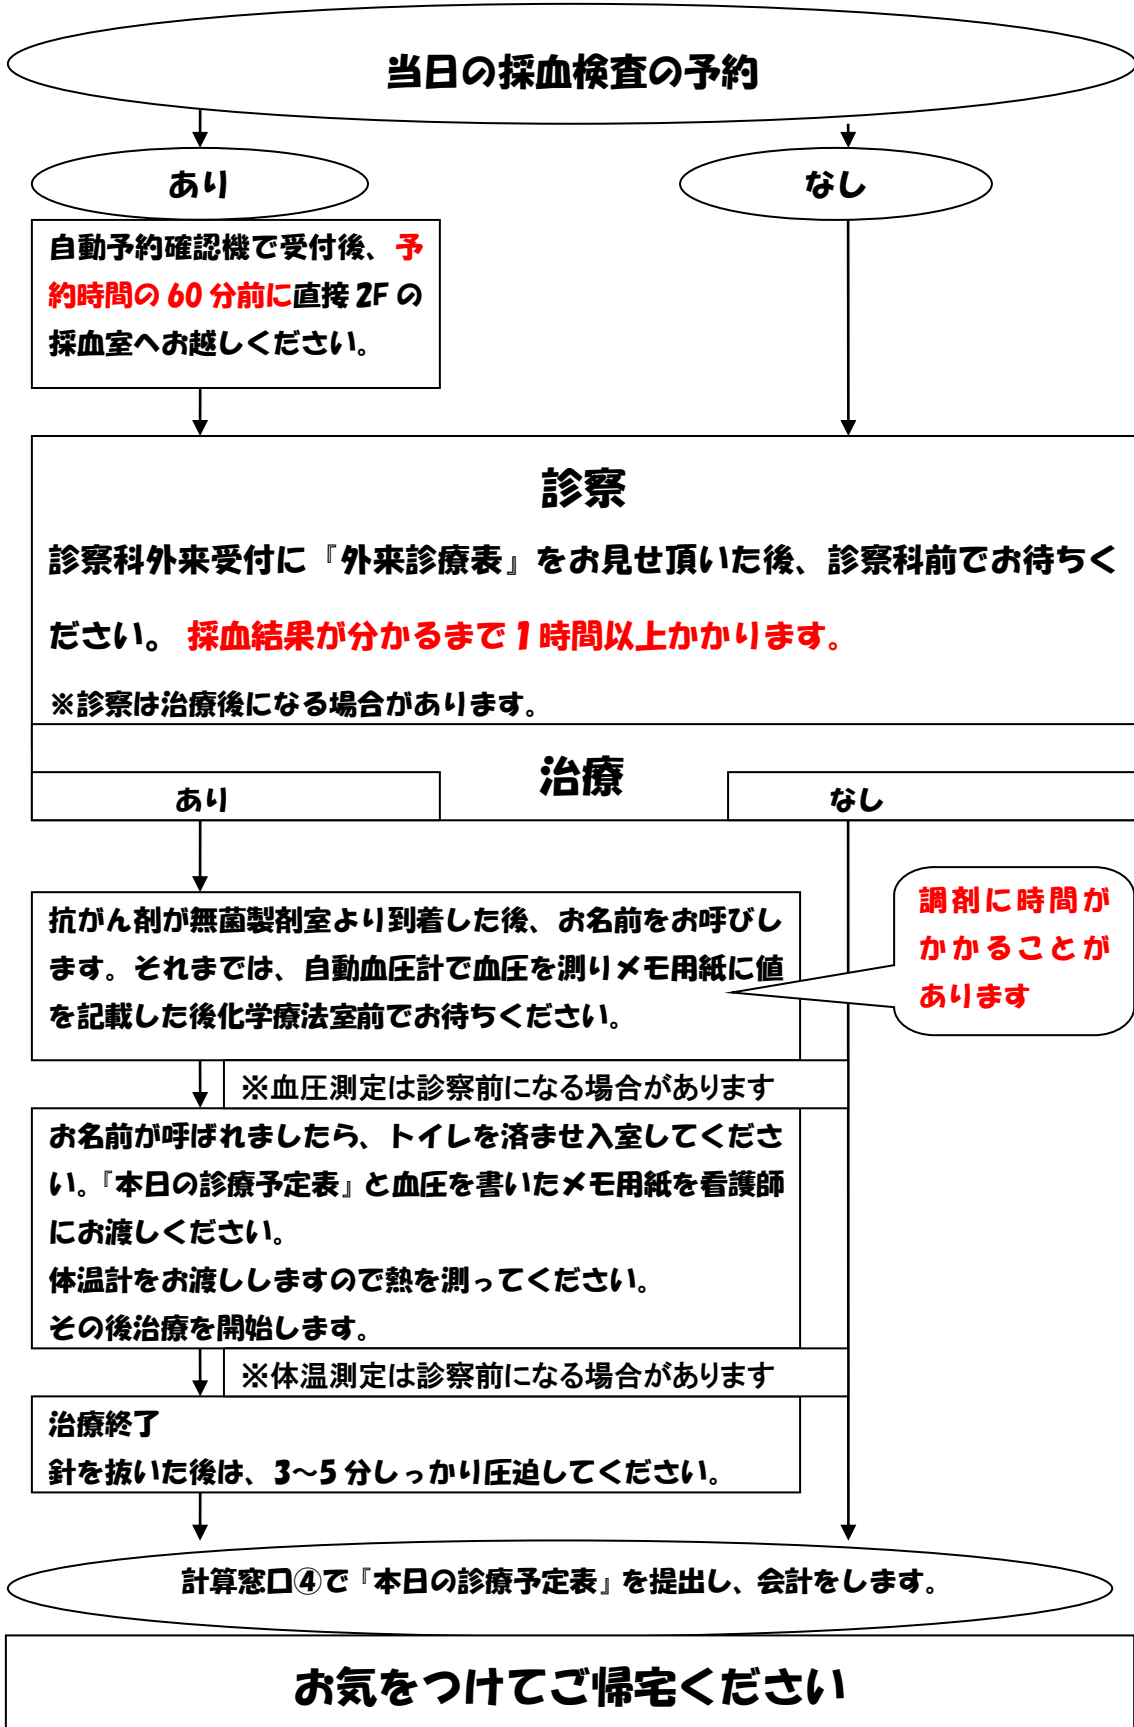 当日の採血検査の予約
あり
なし
自動予約確認機で受付後、予
約時間の60分前に直接2Fの
採血室へお越しください。
診察
診察科外来受付に『外来診療表』をお見せ頂いた後、診察科前でお待ちく
ださい。 採血結果が分かるまで1時間以上かかります。
※診察は治療後になる場合があります。
治療
あり
なし
抗がん剤が無菌製剤室より到着した後、お名前をお呼びし
ます。それまでは、自動血圧計で血圧を測りメモ用紙に値
を記載した後化学療法室前でお待ちください。
調剤に時間が
かかることが
あります
※血圧測定は診察前になる場合があります
お名前が呼ばれましたら、トイレを済ませ入室してくださ
い。『本日の診療予定表』と血圧を書いたメモ用紙を看護師
にお渡しください。
体温計をお渡ししますので熱を測ってください。
その後治療を開始します。
※体温測定は診察前になる場合があります
治療終了
針を抜いた後は、3〜5分しっかり圧迫してください。
計算窓口④で『本日の診療予定表』を提出し、会計をします。
お気をつけてご帰宅ください